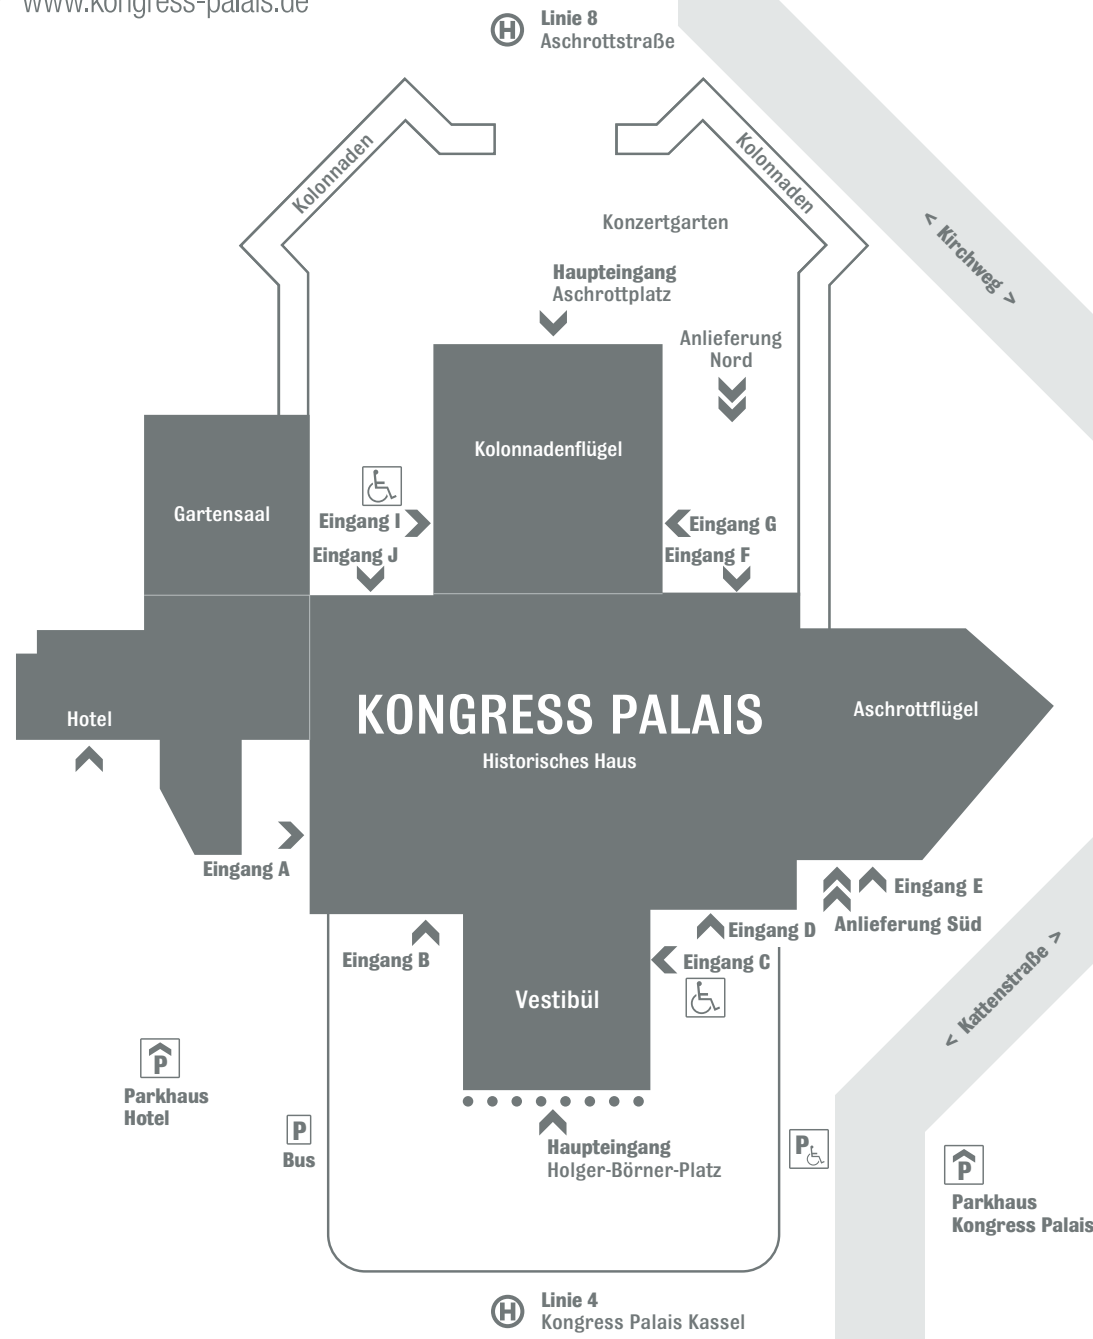 www.kongress-palais.de
H
Linie 8
Aschrottstraße
Kolonnaden
Kolonnaden
< Kirchweg >
Konzertgarten
Haupteingang
Aschrottplatz
Anlieferung
Nord
Kolonnadenflügel
Gartensaal
Eingang I
Eingang G
Eingang J
Eingang F
KONGRESS PALAIS
Historisches Haus
Hotel
Aschrottflügel
Eingang A
Eingang E
Anlieferung Süd
Eingang D
Eingang B
Eingang C
< Kattenstraße >
Vestibül
P
Parkhaus
Hotel
P
Bus
Haupteingang
Holger-Börner-Platz
P
P
Parkhaus
Kongress Palais
H
Linie 4
Kongress Palais Kassel